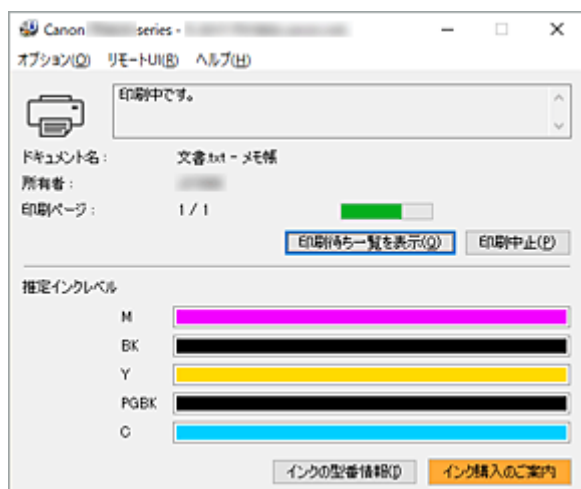 Canon series -
オプション(O) リモートUI(R) ヘルプ(H)
印刷中です。
ドキュメント名 : 文書.txt - メモ帳
所有者 :
印刷ページ : 1 / 1
印刷待ち一覧を表示(Q) 印刷中止(P)
推定インクレベル
M
BK
Y
PGBK
C
インクの型番情報(I) インク購入のご案内